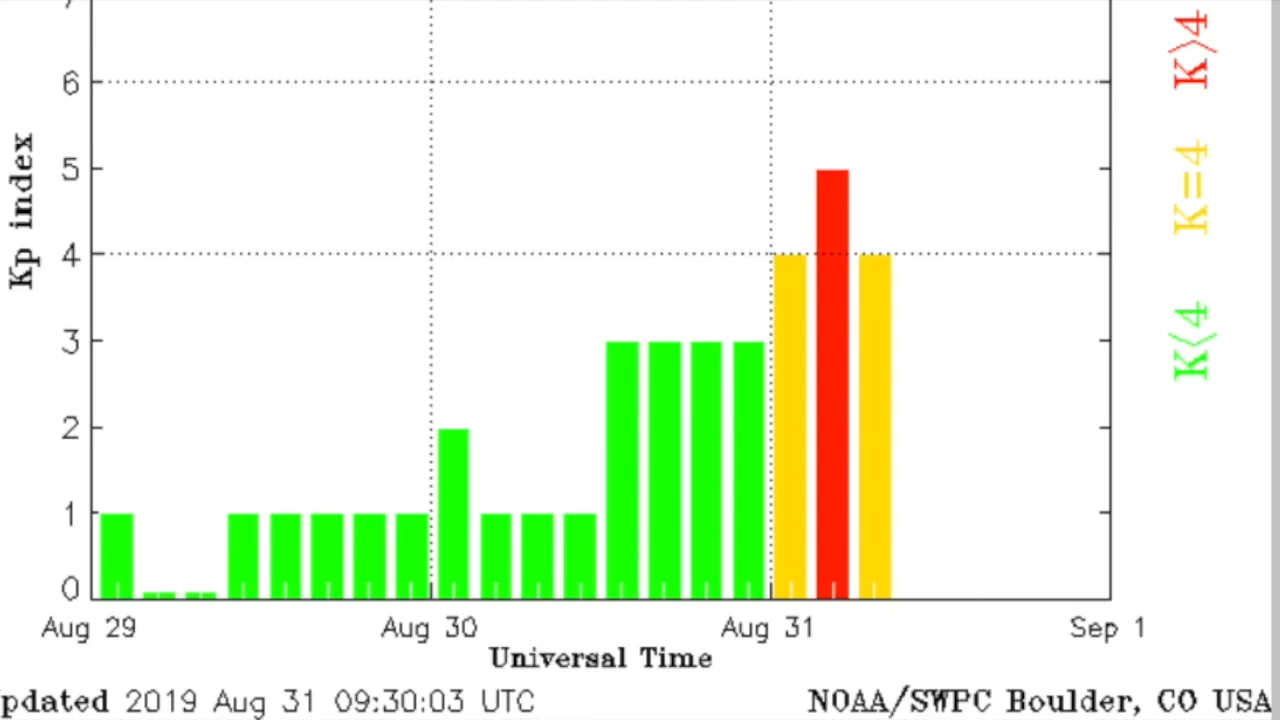 7
6
5
4
3
2
1
0
Kp index
Aug 29 Aug 30 Aug 31 Sep 1
Universal Time
pdated 2019 Aug 31 09:30:03 UTC
NOAA/SWPC Boulder, CO USA
K<4 K=4 K>4